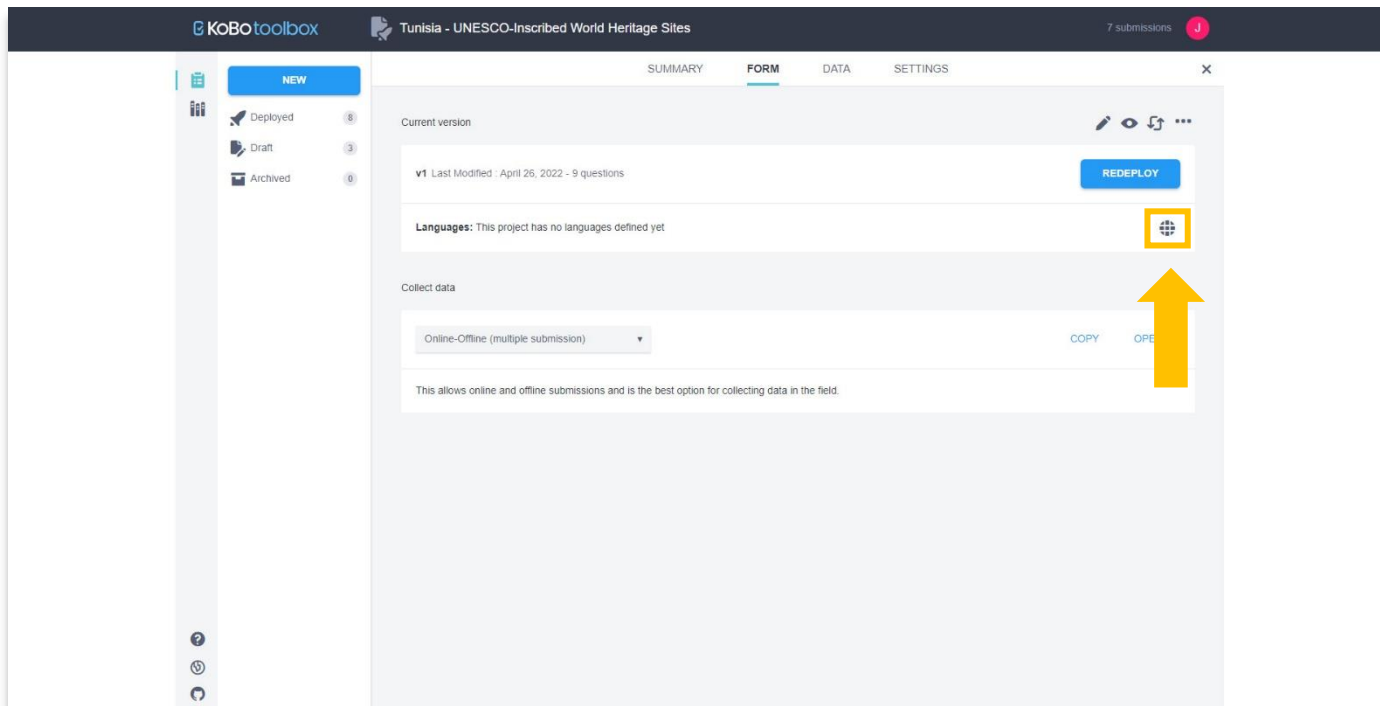 KoBotoolbox
Tunisia - UNESCO-Inscribed World Heritage Sites
7 submissions
J
NEW
Deployed 8
Draft 3
Archived 0
SUMMARY FORM DATA SETTINGS
Current version
v1 Last Modified : April 26, 2022 - 9 questions
REDEPLOY
Languages: This project has no languages defined yet
Collect data
Online-Offline (multiple submission)
COPY
This allows online and offline submissions and is the best option for collecting data in the field.